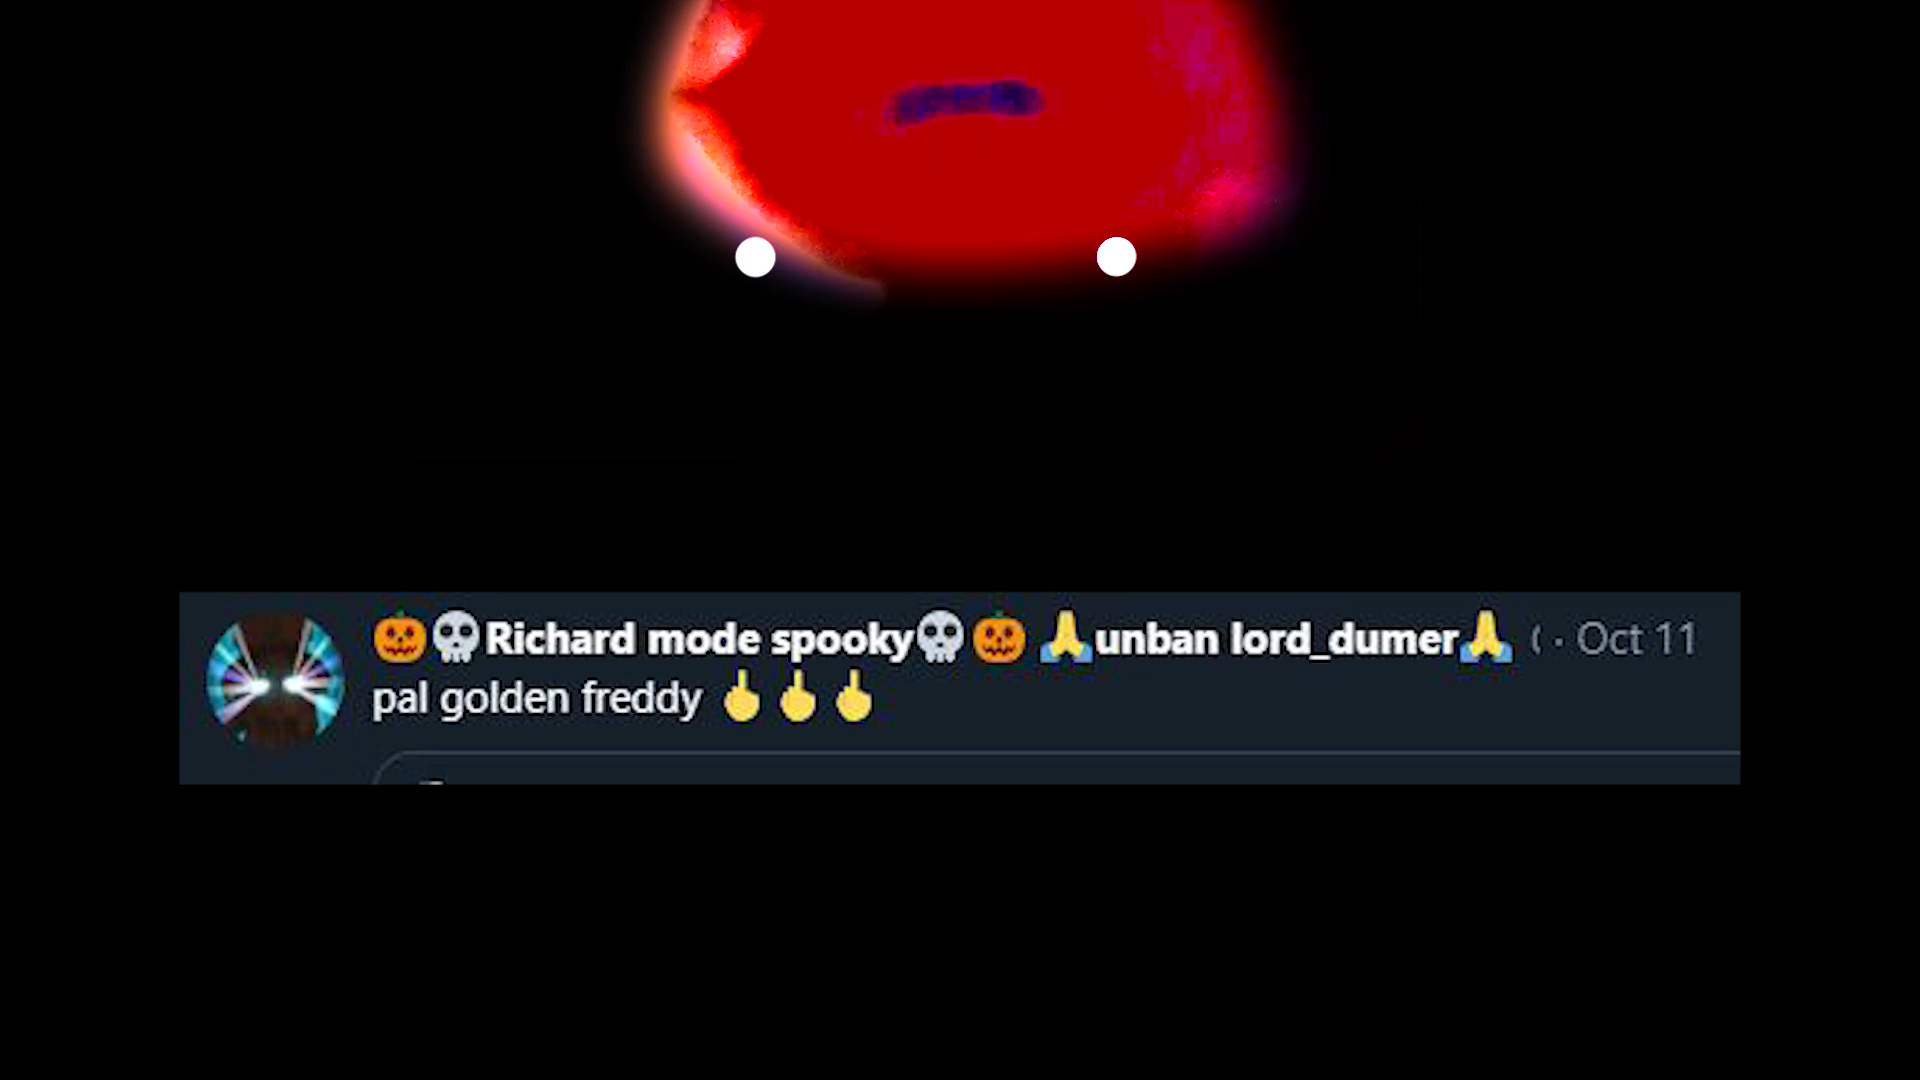 🎃💀Richard mode spooky💀🎃 🙏unban lord_dumer🙏 ( · Oct 11
pal golden freddy 🖕🖕🖕